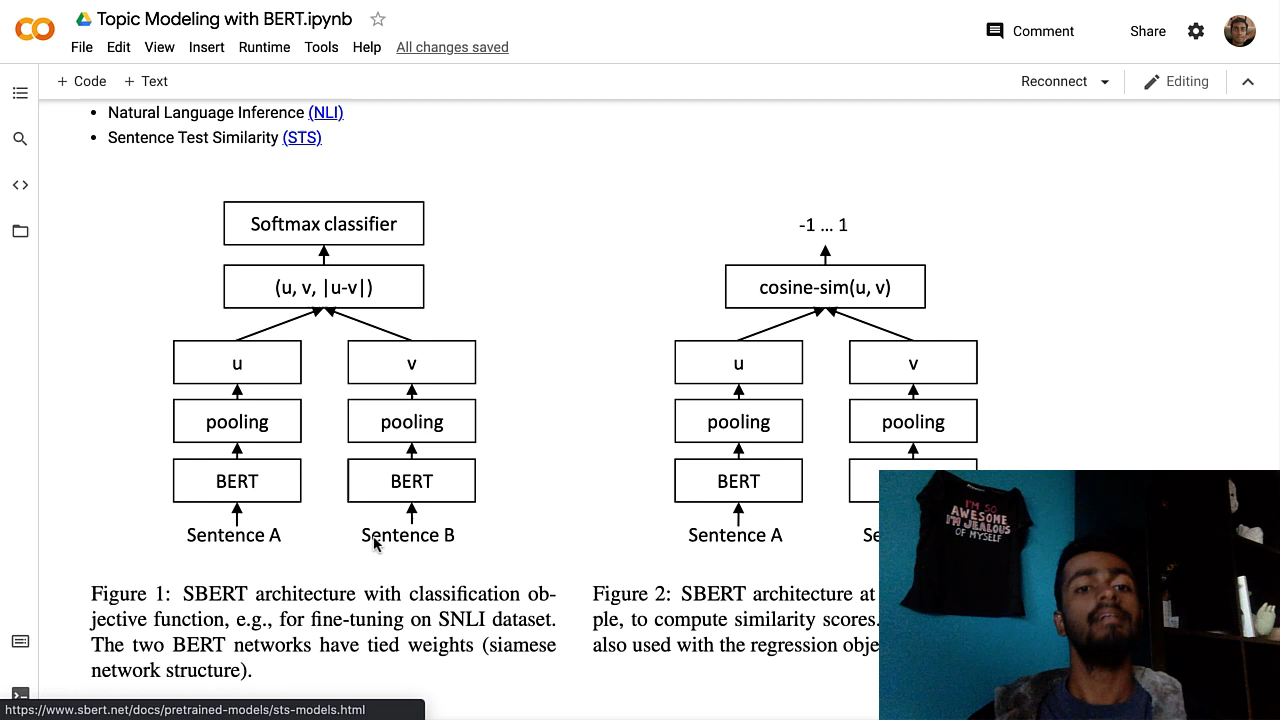 Topic Modeling with BERT.ipynb
File Edit View Insert Runtime Tools Help All changes saved
Comment
Share
+ Code + Text
Reconnect
Editing
• Natural Language Inference (NLI)
• Sentence Test Similarity (STS)
Softmax classifier
(u, v, |u-v|)
u
v
pooling
pooling
BERT
BERT
Sentence A
Sentence B
Figure 1: SBERT architecture with classification ob-
jective function, e.g., for fine-tuning on SNLI dataset.
The two BERT networks have tied weights (siamese
network structure).
-1 … 1
cosine-sim(u, v)
u
v
pooling
pooling
BERT
Sentence A
Se
Figure 2: SBERT architecture at
ple, to compute similarity scores.
also used with the regression obje
I'M SO
AWESOME
I'M JEALOUS
OF MYSELF
https://www.sbert.net/docs/pretrained-models/sts-models.html